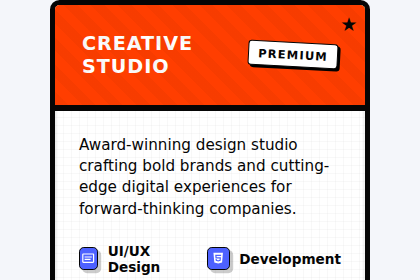 CREATIVE
STUDIO
PREMIUM
Award-winning design studio
crafting bold brands and cutting-
edge digital experiences for
forward-thinking companies.
UI/UX
Design
Development